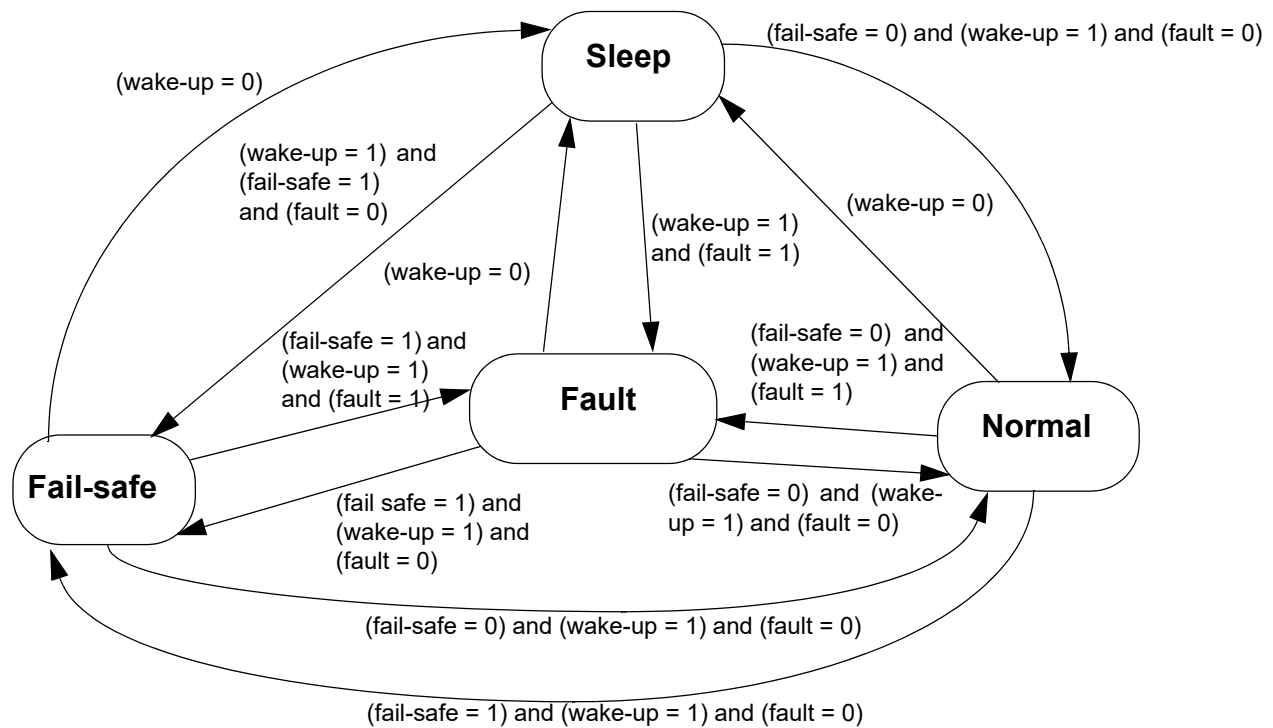 Sleep
(fail-safe = 0) and (wake-up = 1) and (fault = 0)
(wake-up = 0)
(wake-up = 1) and
(fail-safe = 1)
and (fault = 0)
(wake-up = 0)
(wake-up = 1)
and (fault = 1)
(wake-up = 0)
(fail-safe = 1) and
(wake-up = 1)
and (fault = 1)
Fault
(fail-safe = 0) and
(wake-up = 1) and
(fault = 1)
Normal
Fail-safe
(fail safe = 1) and
(wake-up = 1) and
(fault = 0)
(fail-safe = 0) and (wake-
up = 1) and (fault = 0)
(fail-safe = 0) and (wake-up = 1) and (fault = 0)
(fail-safe = 1) and (wake-up = 1) and (fault = 0)